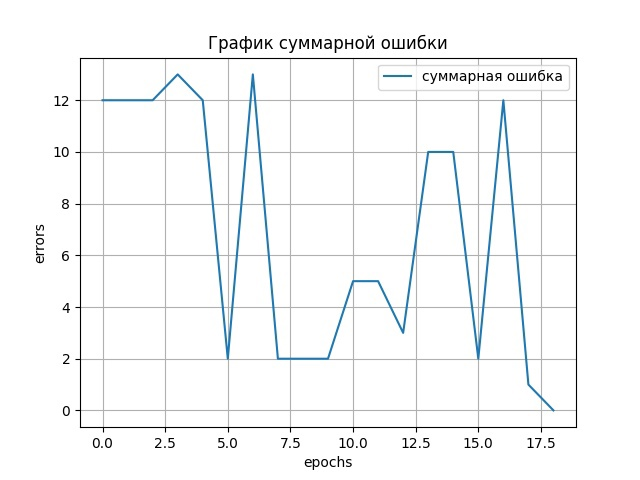 График суммарной ошибки
суммарная ошибка
12
10
8
6
4
2
0
errors
0.0 2.5 5.0 7.5 10.0 12.5 15.0 17.5
epochs